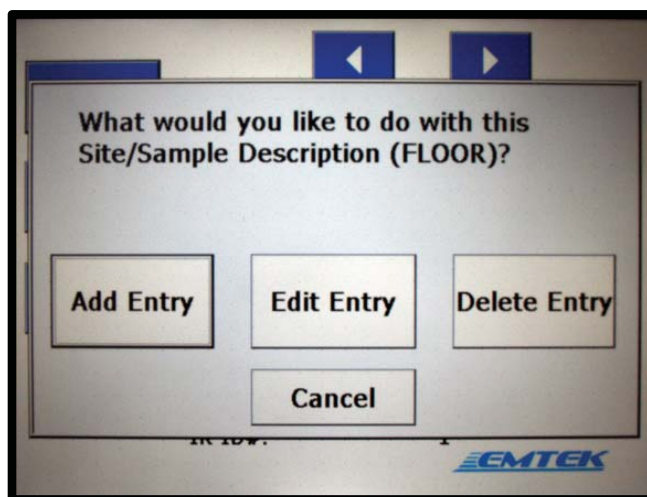 What would you like to do with this
Site/Sample Description (FLOOR)?
Add Entry
Edit Entry
Delete Entry
Cancel
EMTEK